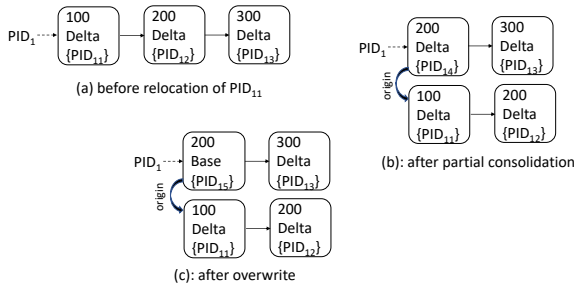 PID₁
100
Delta
{PID₁₁}
200
Delta
{PID₁₂}
300
Delta
{PID₁₃}
(a) before relocation of PID₁₁
PID₁
200
Delta
{PID₁₄}
300
Delta
{PID₁₃}
origin
100
Delta
{PID₁₁}
200
Delta
{PID₁₂}
(b): after partial consolidation
PID₁
200
Base
{PID₁₅}
300
Delta
{PID₁₃}
origin
100
Delta
{PID₁₁}
200
Delta
{PID₁₂}
(c): after overwrite